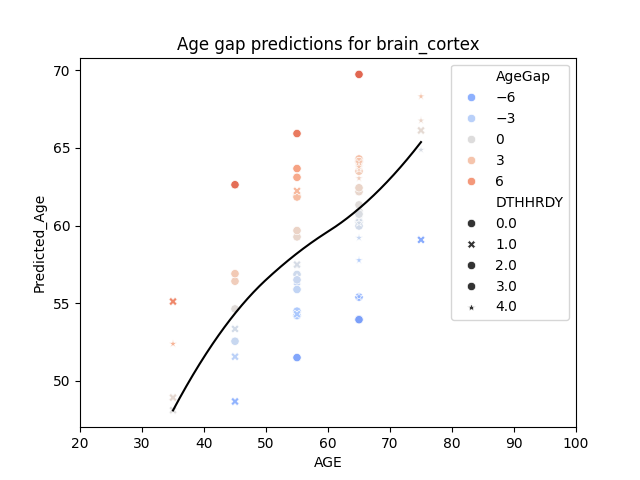 Age gap predictions for brain_cortex
Predicted_Age
70
65
60
55
50
20 30 40 50 60 70 80 90 100
AGE
AgeGap
−6
−3
0
3
6
DTHHRDY
0.0
1.0
2.0
3.0
4.0